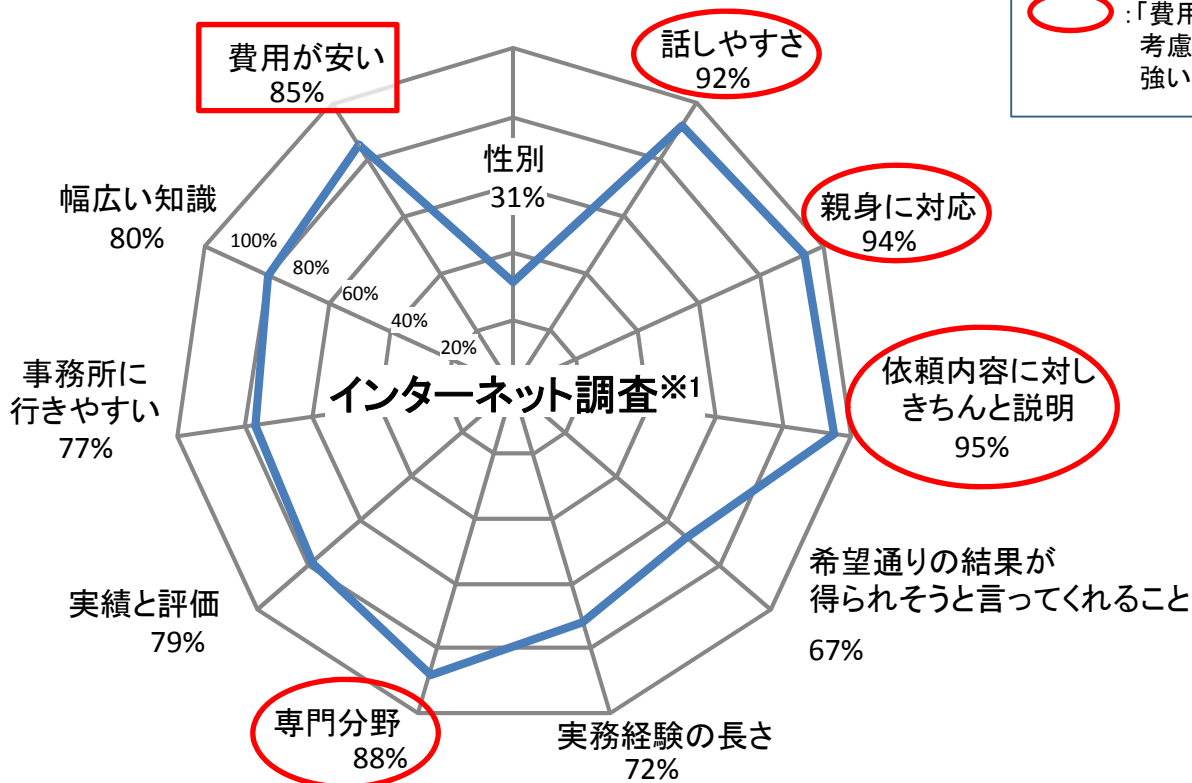 :「費用
考慮
強い
費用が安い
85%
話しやすさ
92%
性別
31%
親身に対応
94%
幅広い知識
80%
100%
80%
60%
40%
20%
インターネット調査※1
事務所に
行きやすい
77%
依頼内容に対し
きちんと説明
95%
希望通りの結果が
得られそうと言ってくれること
67%
実績と評価
79%
専門分野
88%
実務経験の長さ
72%